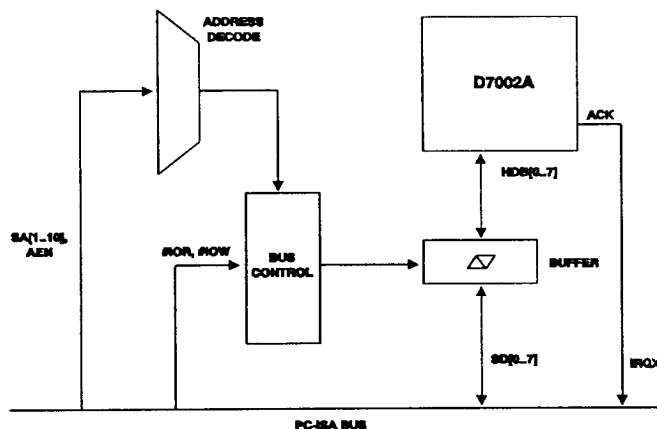 ADDRESS
DECODE
D7002A
ACK
HDB[0..7]
SA[1..10],
AEN
#IOR, #IOW
BUS
CONTROL
BUFFER
SD[0..7]
IRQX
PC-ISA BUS